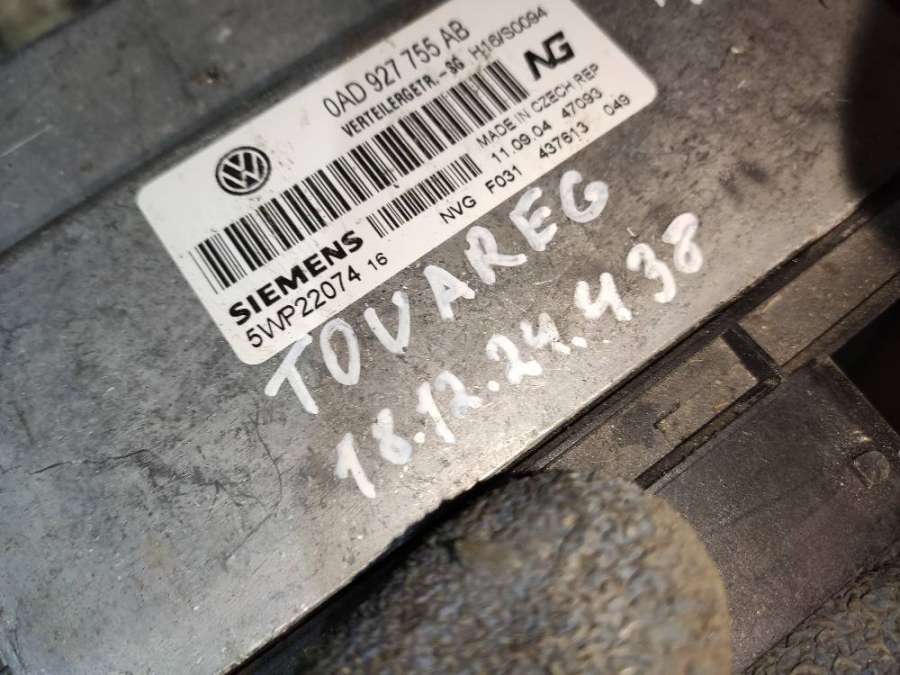 0AD 927 755 AB
VERTEILERGETR.-SG H16/S0094
NG
MADE IN CZECH REP
11.09.04 47093
NVG F031 437613 049
SIEMENS
5WP22074 16
TOUAREG
18.12.24.438